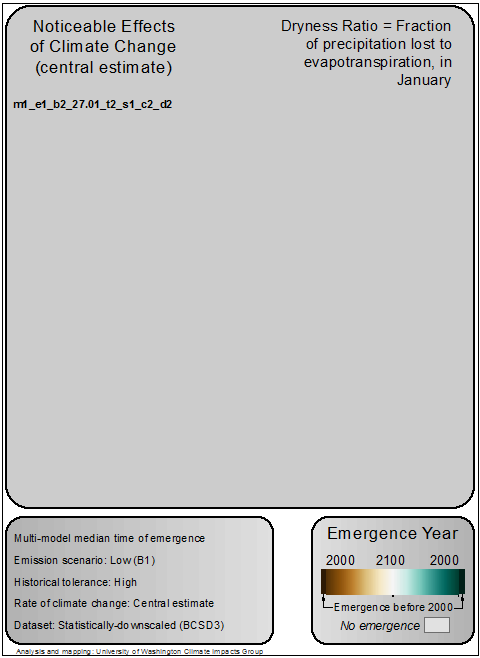 Noticeable Effects
of Climate Change
(central estimate)
Dryness Ratio = Fraction
of precipitation lost to
evapotranspiration, in
January
m1_e1_b2_27.01_t2_s1_c2_d2
Multi-model median time of emergence
Emission scenario: Low (B1)
Historical tolerance: High
Rate of climate change: Central estimate
Dataset: Statistically-downscaled (BCSD3)
Emergence Year
2000 2100 2000
Emergence before 2000
No emergence
Analysis and mapping: University of Washington Climate Impacts Group